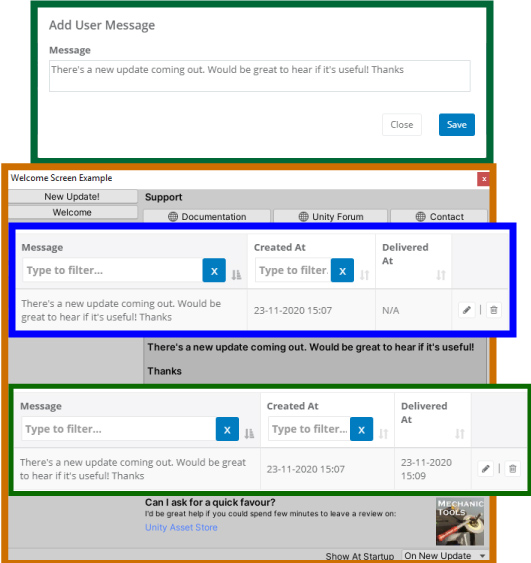 Add User Message
Message
There's a new update coming out. Would be great to hear if it's useful! Thanks
Close Save
Welcome Screen Example x
New Update! Support
Welcome Documentation Unity Forum Contact
Message Created At Delivered
At
Type to filter... x Type to filter. x
There's a new update coming out. Would be
great to hear if it's useful! Thanks 23-11-2020 15:07 N/A |
There's a new update coming out. Would be great to hear if it's useful!
Thanks
Message Created At Delivered
At
Type to filter... x Type to filter... x
There's a new update coming out. Would be great
to hear if it's useful! Thanks 23-11-2020 15:07 23-11-2020
15:09 |
Can I ask for a quick favour?
I'd be great help if you could spend few minutes to leave a review on:
Unity Asset Store
MECHANIC
TOOLS
Show At Startup On New Update